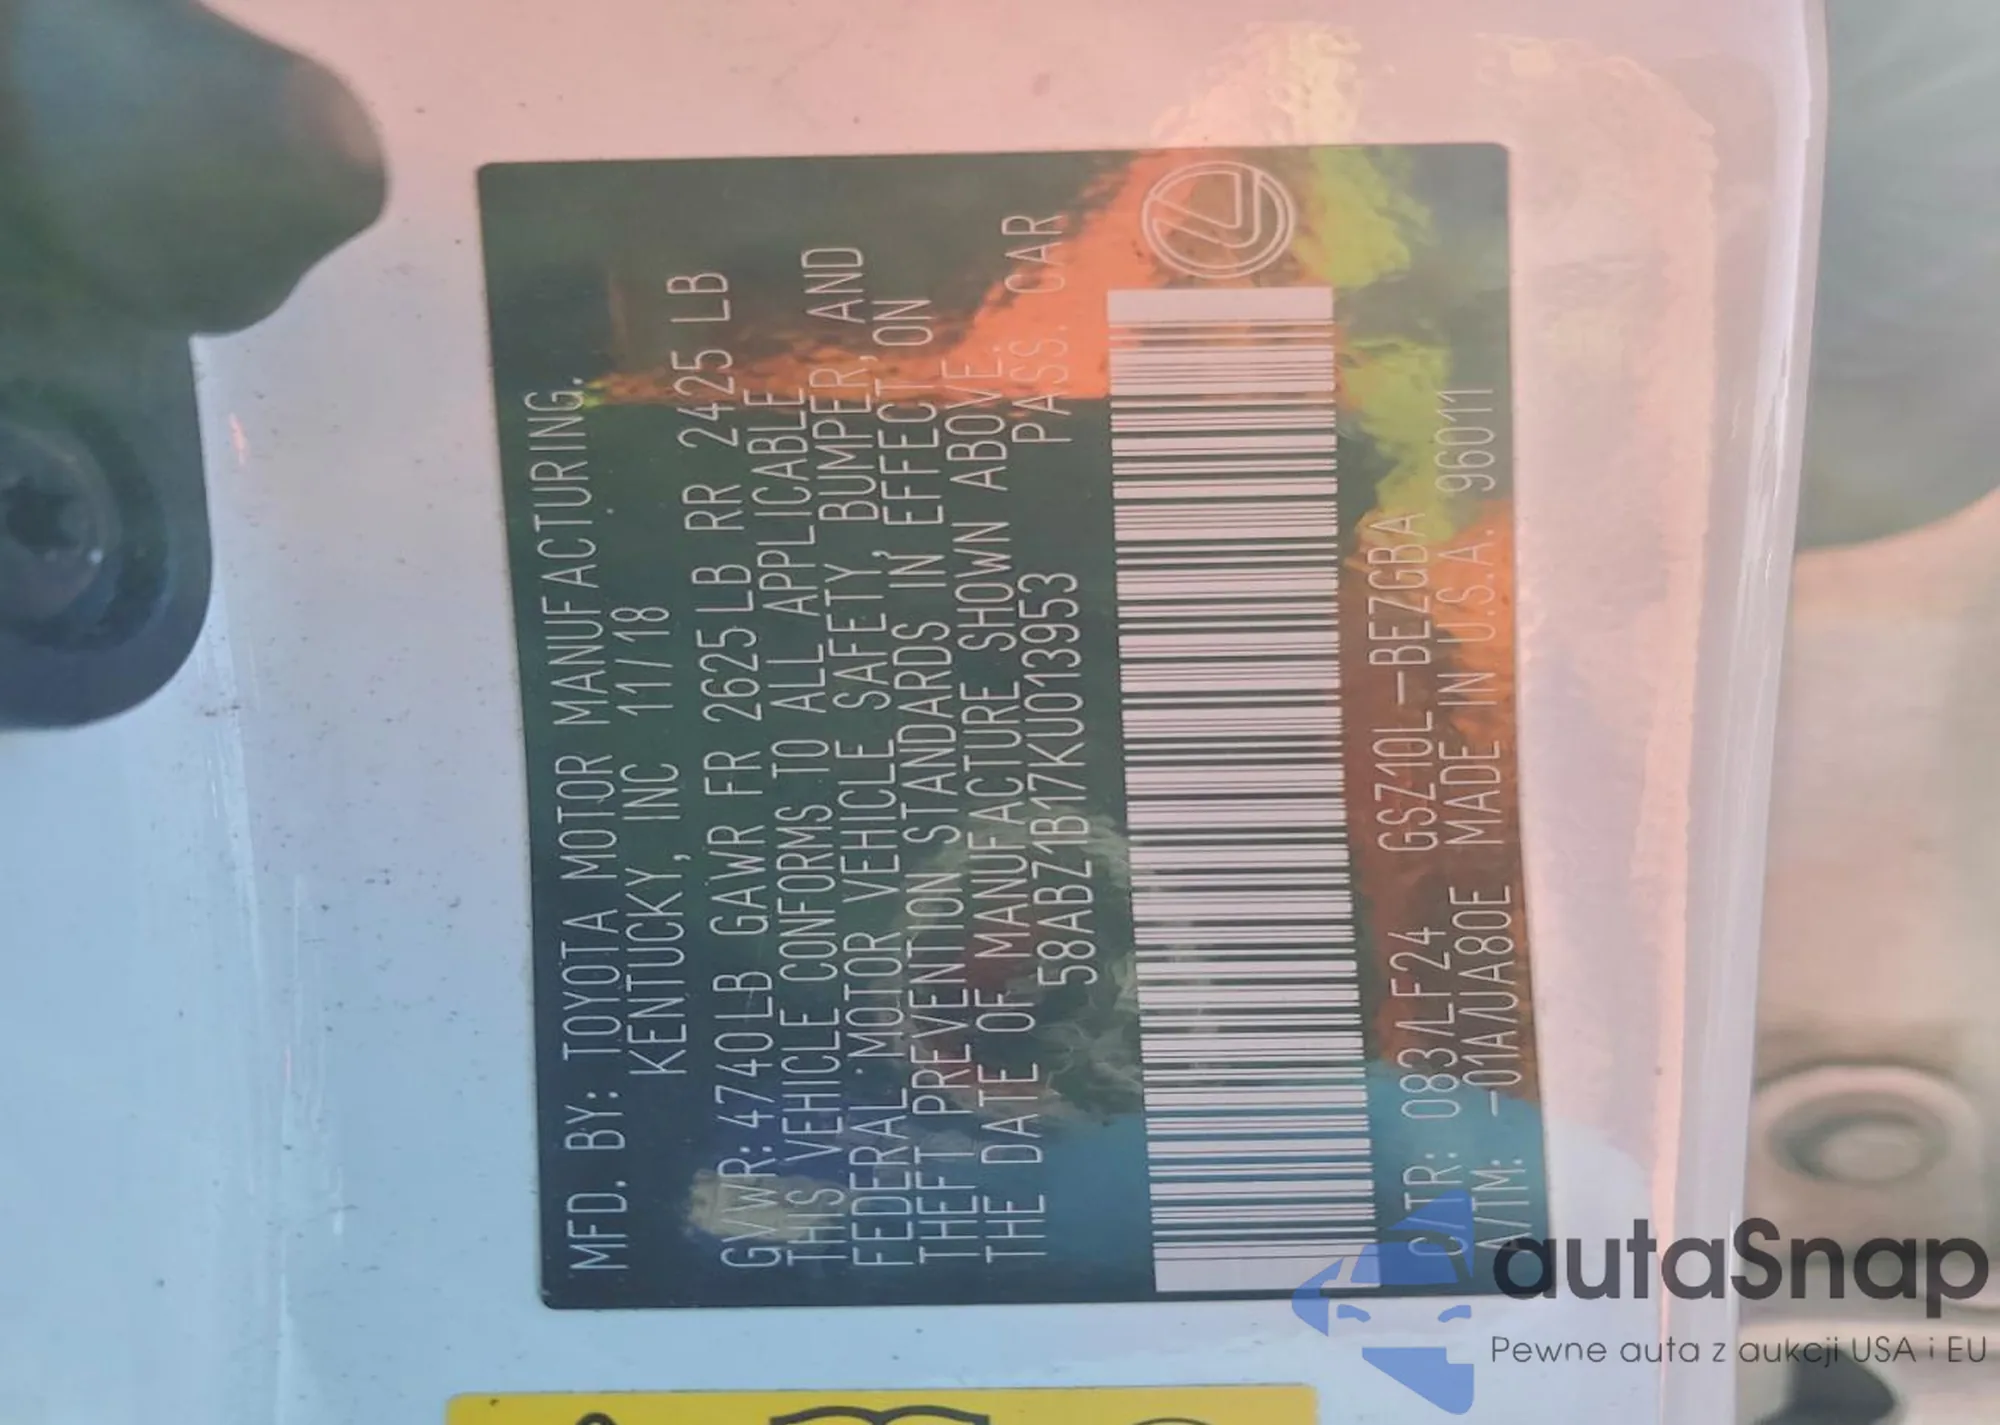 MFD. BY: TOYOTA MOTOR MANUFACTURING.
KENTUCKY, INC 11/18
GVWR: 4740LB GAWR FR 2625LB RR 2425 LB
THIS VEHICLE CONFORMS TO ALL APPLICABLE
FEDERAL MOTOR VEHICLE SAFETY, BUMPER, AND
THEFT PREVENTION STANDARDS IN EFFECT ON
THE DATE OF MANUFACTURE SHOWN ABOVE.
58ABZ1B17KU013953 PASS. CAR
C/TR: 083/LF24 GSZ10L-BEZGBA 96011
A/TM: -01A/UA80E MADE IN U.S.A.
autaSnap
Pewne auta z aukcji USA i EU